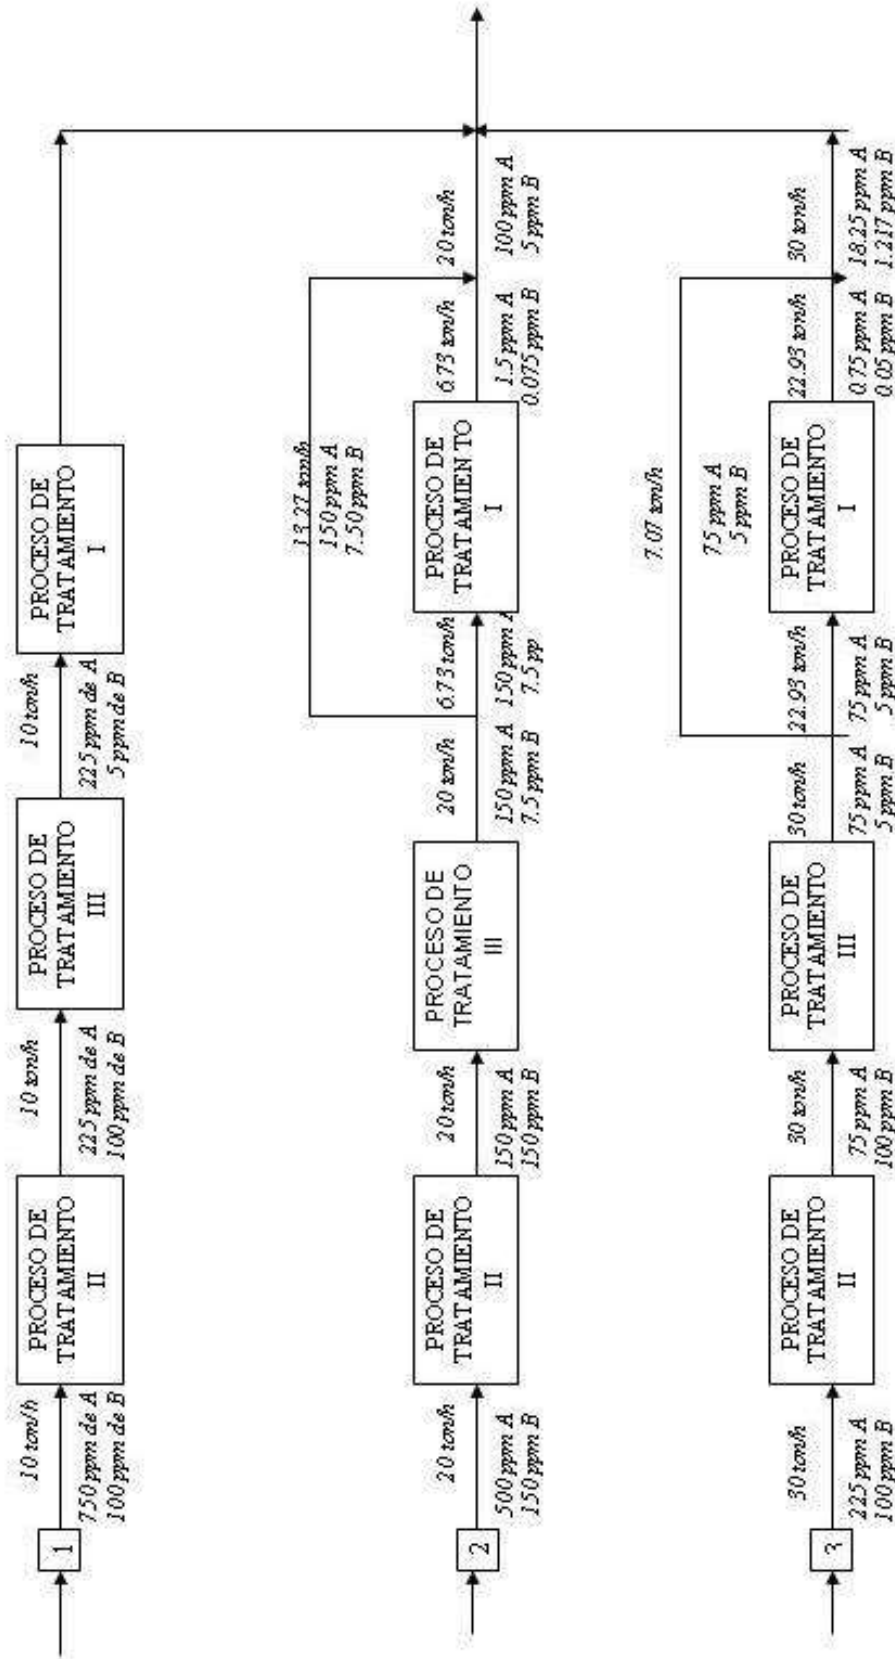 1
10 ton/h
750 ppm de A
100 ppm de B
PROCESO DE
TRATAMIENTO
II
10 ton/h
225 ppm de A
100 ppm de B
PROCESO DE
TRATAMIENTO
III
10 ton/h
225 ppm de A
5 ppm de B
PROCESO DE
TRATAMIENTO
I
2
20 ton/h
500 ppm A
150 ppm B
PROCESO DE
TRATAMIENTO
II
20 ton/h
150 ppm A
150 ppm B
PROCESO DE
TRATAMIENTO
III
20 ton/h
150 ppm A
7.5 ppm B
13.27 ton/h
150 ppm A
7.50 ppm B
6.73 ton/h
150 ppm A
7.5 pp
PROCESO DE
TRATAMIENTO
I
6.73 ton/h
1.5 ppm A
0.075 ppm B
20 ton/h
100 ppm A
5 ppm B
3
30 ton/h
225 ppm A
100 ppm B
PROCESO DE
TRATAMIENTO
II
30 ton/h
75 ppm A
100 ppm B
PROCESO DE
TRATAMIENTO
III
30 ton/h
75 ppm A
5 ppm B
7.07 ton/h
75 ppm A
5 ppm B
22.93 ton/h
75 ppm A
5 ppm B
PROCESO DE
TRATAMIENTO
I
22.93 ton/h
0.75 ppm A
0.05 ppm B
30 ton/h
18.25 ppm A
1.217 ppm B